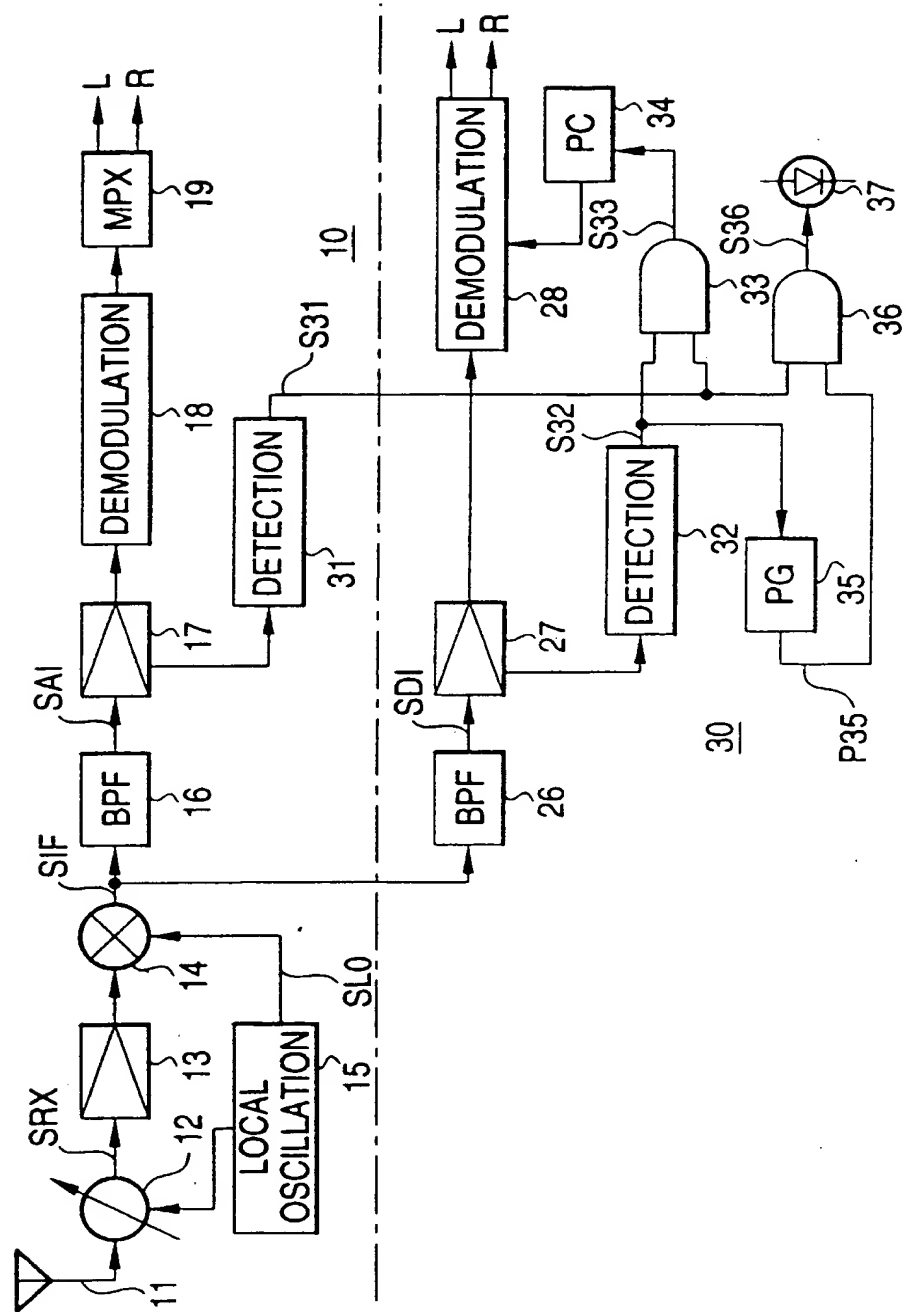 L
R
MPX
19
DEMODULATION
18
17
SAI
BPF
16
SIF
14
13
SRX
12
11
LOCAL
OSCILLATION
15
SLO
DETECTION
31
S31
10
L
R
DEMODULATION
28
PC
34
S33
33
S36
36
37
S32
DETECTION
32
PG
35
P35
27
SDI
BPF
26
30